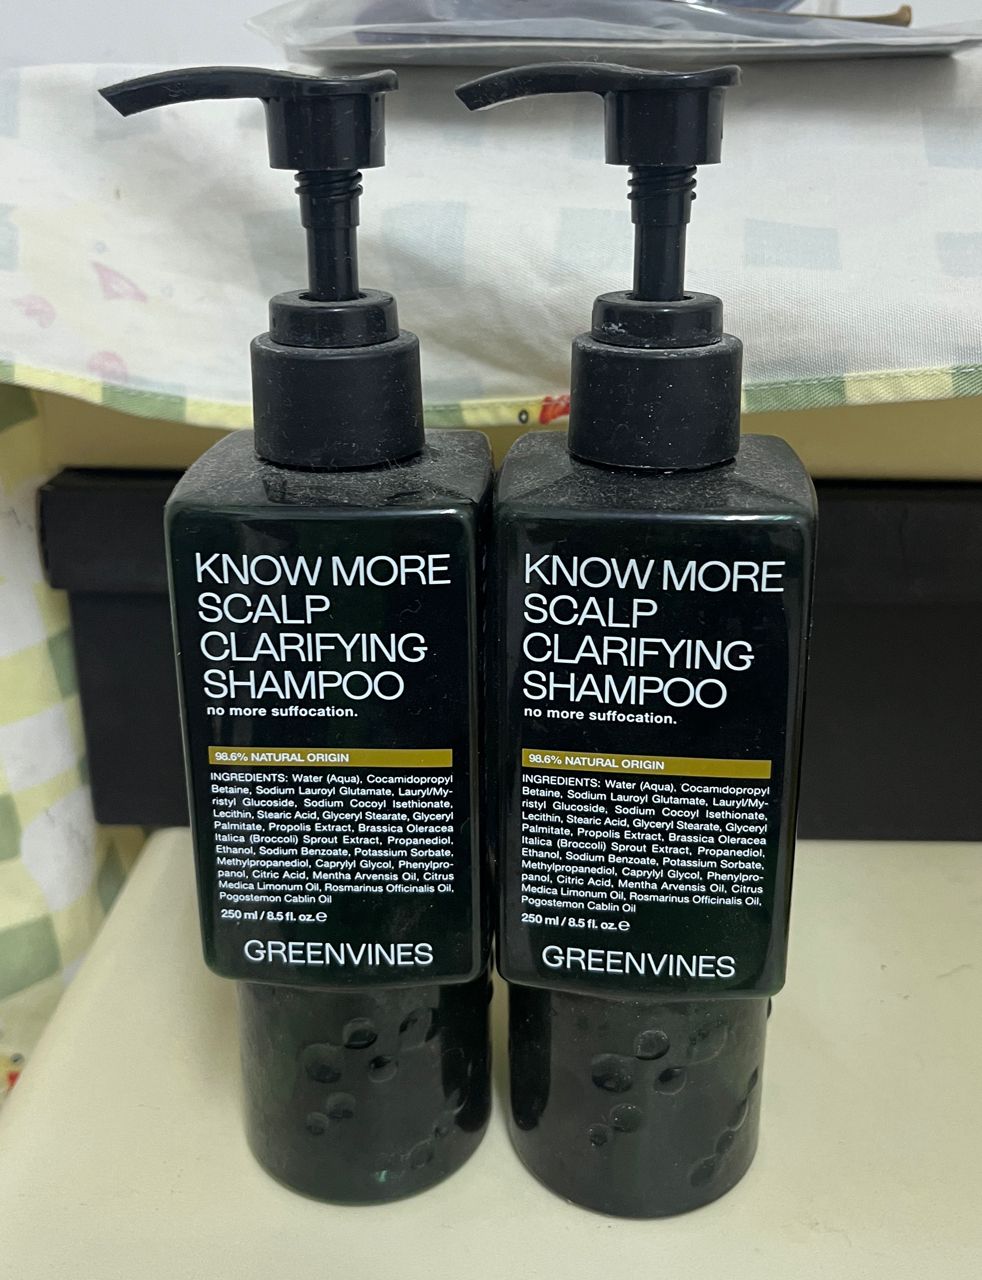 KNOW MORE
SCALP
CLARIFYING
SHAMPOO
no more suffocation.
98.6% NATURAL ORIGIN
INGREDIENTS: Water (Aqua), Cocamidopropyl
Betaine, Sodium Lauroyl Glutamate, Lauryl/My-
ristyl Glucoside, Sodium Cocoyl Isethionate,
Lecithin, Stearic Acid, Glyceryl Stearate, Glyceryl
Palmitate, Propolis Extract, Brassica Oleracea
Italica (Broccoli) Sprout Extract, Propanediol,
Ethanol, Sodium Benzoate, Potassium Sorbate,
Methylpropanediol, Caprylyl Glycol, Phenylpro-
panol, Citric Acid, Mentha Arvensis Oil, Citrus
Medica Limonum Oil, Rosmarinus Officinalis Oil,
Pogostemon Cablin Oil
250 ml / 8.5 fl. oz. ℮
GREENVINES
KNOW MORE
SCALP
CLARIFYING
SHAMPOO
no more suffocation.
98.6% NATURAL ORIGIN
INGREDIENTS: Water (Aqua), Cocamidopropyl
Betaine, Sodium Lauroyl Glutamate, Lauryl/My-
ristyl Glucoside, Sodium Cocoyl Isethionate,
Lecithin, Stearic Acid, Glyceryl Stearate, Glyceryl
Palmitate, Propolis Extract, Brassica Oleracea
Italica (Broccoli) Sprout Extract, Propanediol,
Ethanol, Sodium Benzoate, Potassium Sorbate,
Methylpropanediol, Caprylyl Glycol, Phenylpro-
panol, Citric Acid, Mentha Arvensis Oil, Citrus
Medica Limonum Oil, Rosmarinus Officinalis Oil,
Pogostemon Cablin Oil
250 ml / 8.5 fl. oz. ℮
GREENVINES